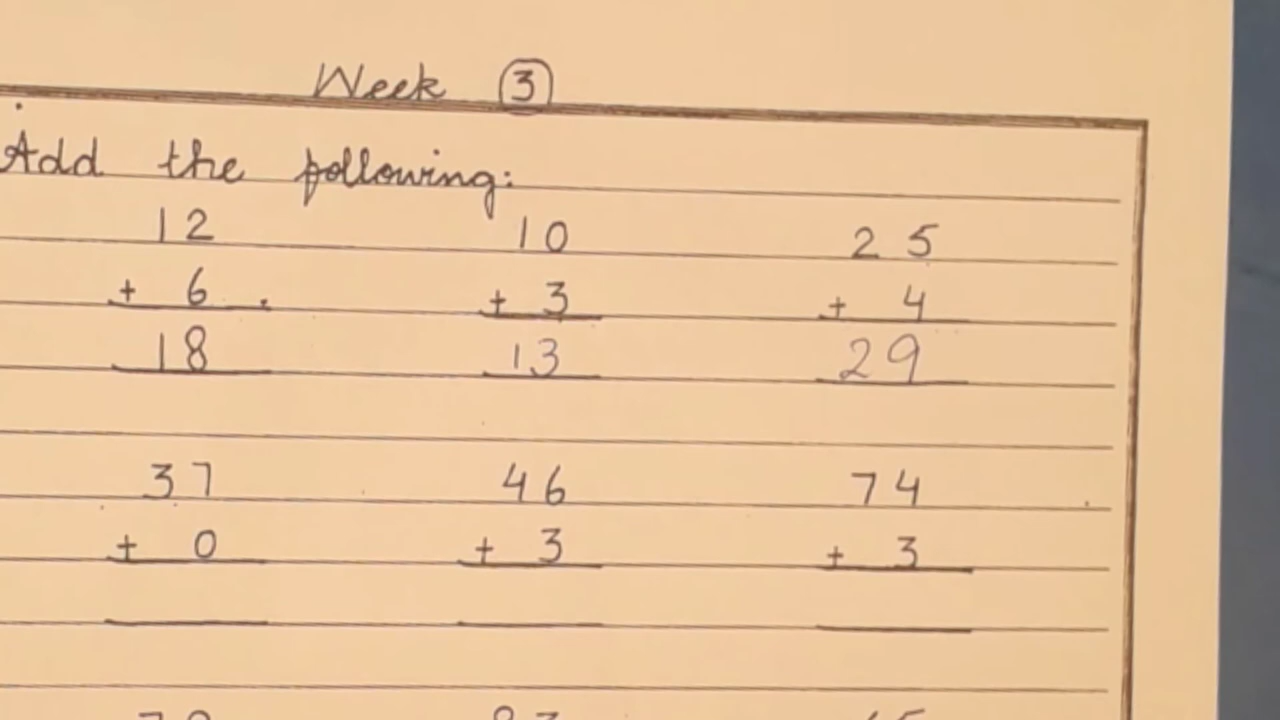 Week 3
Add the following:
12 10 25
+ 6 + 3 + 4
18 13 29
37 46 74
+ 0 + 3 + 3